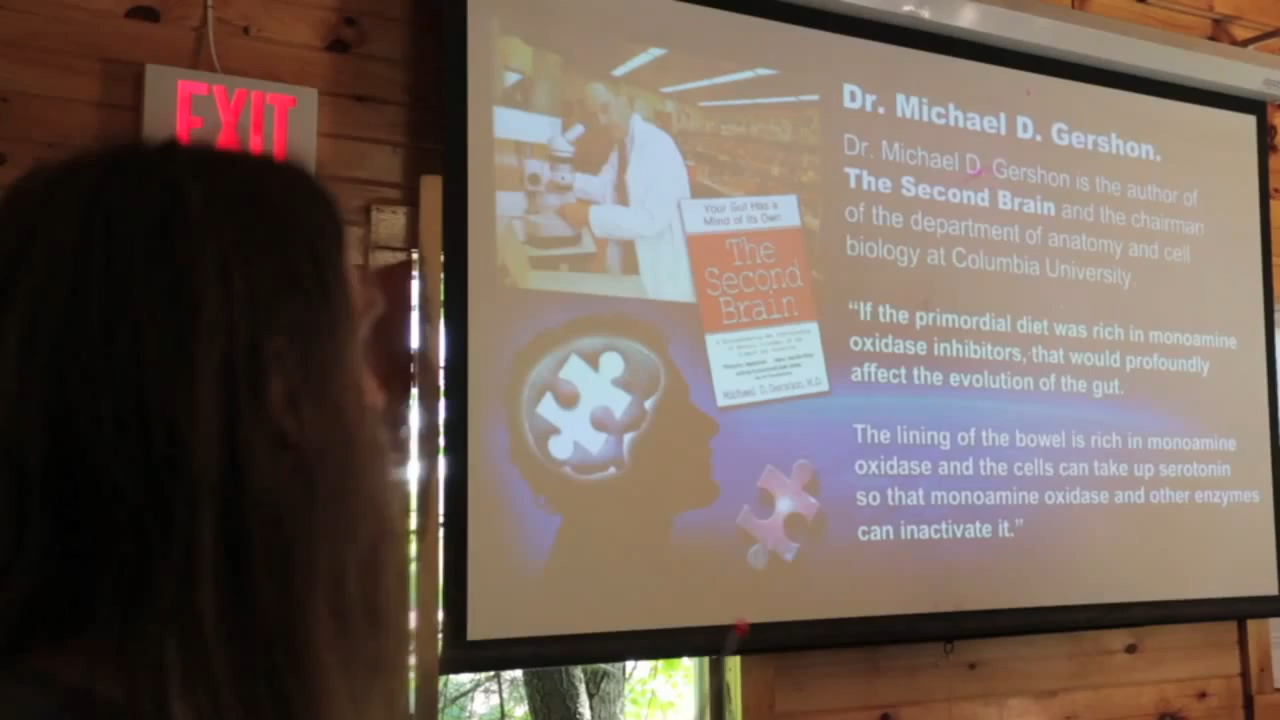 EXIT
Dr. Michael D. Gershon.
Dr. Michael D. Gershon is the author of
The Second Brain and the chairman
of the department of anatomy and cell
biology at Columbia University.
“If the primordial diet was rich in monoamine
oxidase inhibitors, that would profoundly
affect the evolution of the gut.
The lining of the bowel is rich in monoamine
oxidase and the cells can take up serotonin
so that monoamine oxidase and other enzymes
can inactivate it.”
Your Gut Has a
Mind of Its Own
The
Second
Brain
Michael D. Gershon, M.D.